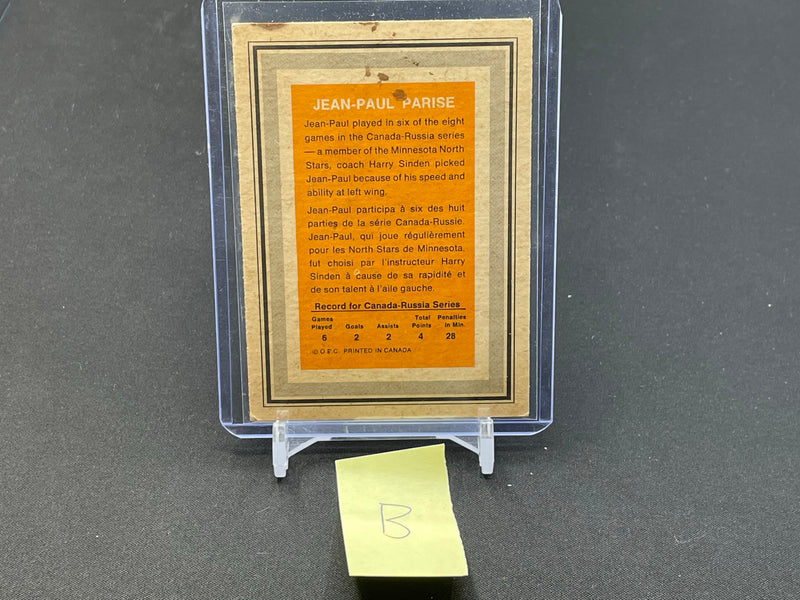 JEAN-PAUL PARISE
Jean-Paul played in six of the eight
games in the Canada-Russia series
— a member of the Minnesota North
Stars, coach Harry Sinden picked
Jean-Paul because of his speed and
ability at left wing.
Jean-Paul participa à six des huit
parties de la série Canada-Russie.
Jean-Paul, qui joue régulièrement
pour les North Stars de Minnesota,
fut choisi par l'instructeur Harry
Sinden à cause de sa rapidité et
de son talent à l'aile gauche.
Record for Canada-Russia Series
Games Played Goals Assists Total Points Penalties in Min.
6 2 2 4 28
© O.P.C. PRINTED IN CANADA
B